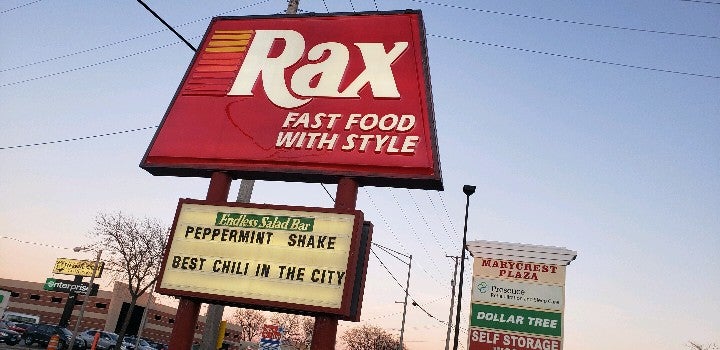 Rax
FAST FOOD
WITH STYLE
Endless Salad Bar
PEPPERMINT SHAKE
BEST CHILI IN THE CITY
enterprise
MARYCREST
PLAZA
Presence
DOLLAR TREE
SELF STORAGE